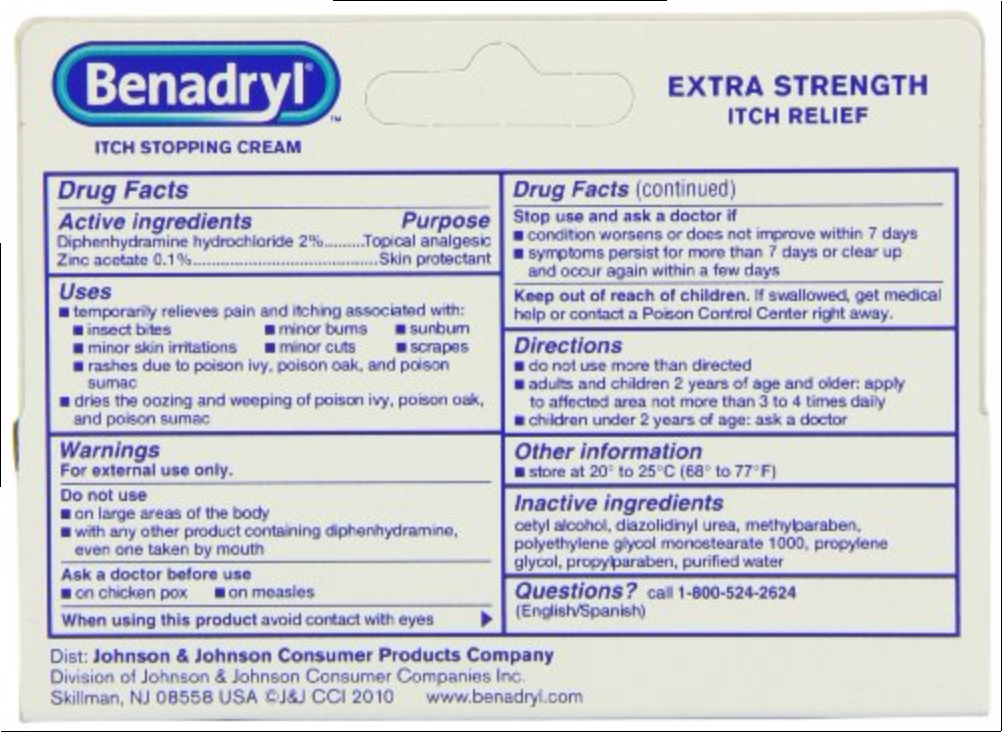 Benadryl®
™
ITCH STOPPING CREAM
EXTRA STRENGTH
ITCH RELIEF
Drug Facts
Active ingredients Purpose
Diphenhydramine hydrochloride 2%..........Topical analgesic
Zinc acetate 0.1%..............................................Skin protectant
Uses
■ temporarily relieves pain and itching associated with:
■ insect bites ■ minor burns ■ sunburn
■ minor skin irritations ■ minor cuts ■ scrapes
■ rashes due to poison ivy, poison oak, and poison
sumac
■ dries the oozing and weeping of poison ivy, poison oak,
and poison sumac
Warnings
For external use only.
Do not use
■ on large areas of the body
■ with any other product containing diphenhydramine,
even one taken by mouth
Ask a doctor before use
■ on chicken pox ■ on measles
When using this product avoid contact with eyes ▶
Drug Facts (continued)
Stop use and ask a doctor if
■ condition worsens or does not improve within 7 days
■ symptoms persist for more than 7 days or clear up
and occur again within a few days
Keep out of reach of children. If swallowed, get medical
help or contact a Poison Control Center right away.
Directions
■ do not use more than directed
■ adults and children 2 years of age and older: apply
to affected area not more than 3 to 4 times daily
■ children under 2 years of age: ask a doctor
Other information
■ store at 20° to 25°C (68° to 77°F)
Inactive ingredients
cetyl alcohol, diazolidinyl urea, methylparaben,
polyethylene glycol monostearate 1000, propylene
glycol, propylparaben, purified water
Questions? call 1-800-524-2624
(English/Spanish)
Dist: Johnson & Johnson Consumer Products Company
Division of Johnson & Johnson Consumer Companies Inc.
Skillman, NJ 08558 USA ©J&J CCI 2010 www.benadryl.com